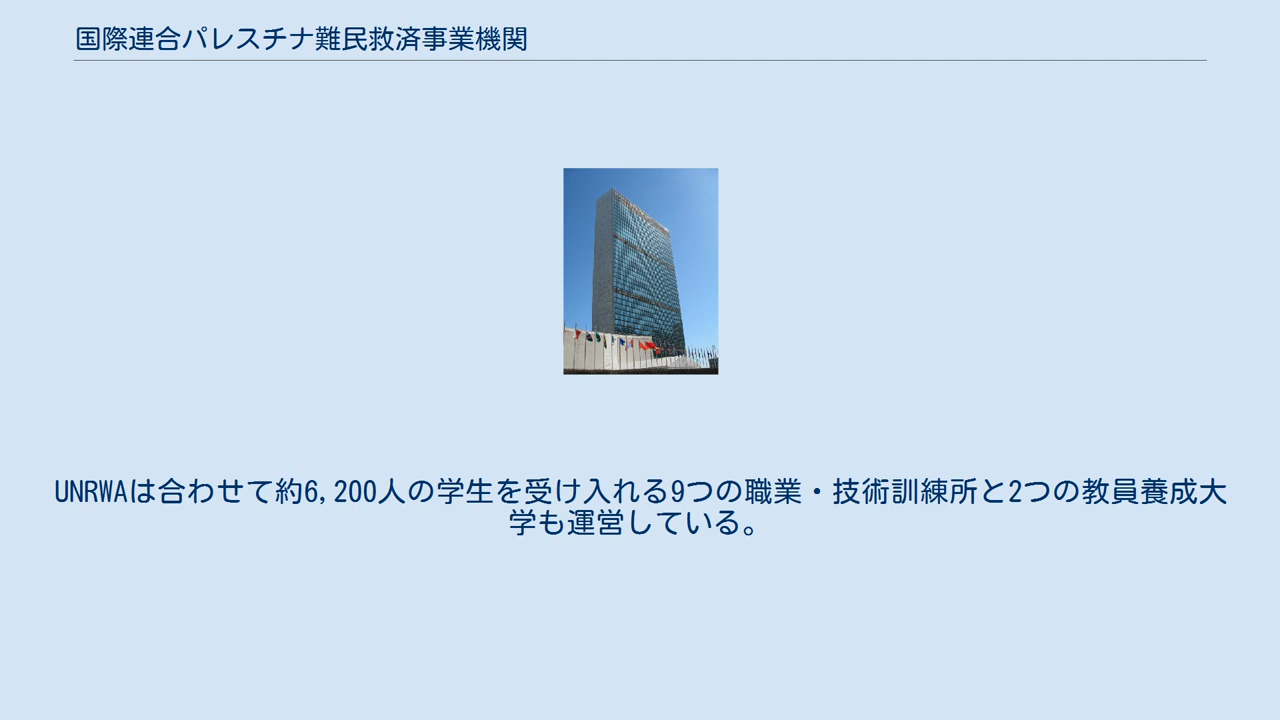 国際連合パレスチナ難民救済事業機関
UNRWAは合わせて約6,200人の学生を受け入れる9つの職業・技術訓練所と2つの教員養成大
学も運営している。